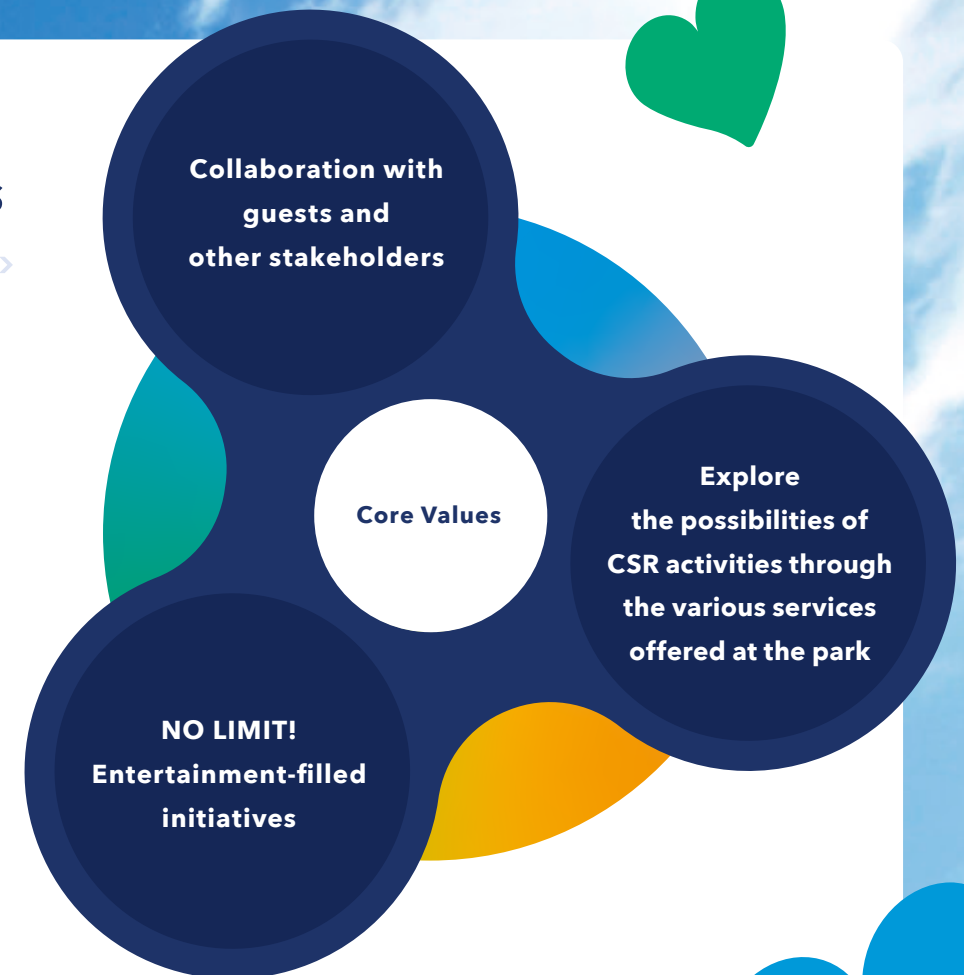 Collaboration with
guests and
other stakeholders
Core Values
Explore
the possibilities of
CSR activities through
the various services
offered at the park
NO LIMIT!
Entertainment-filled
initiatives